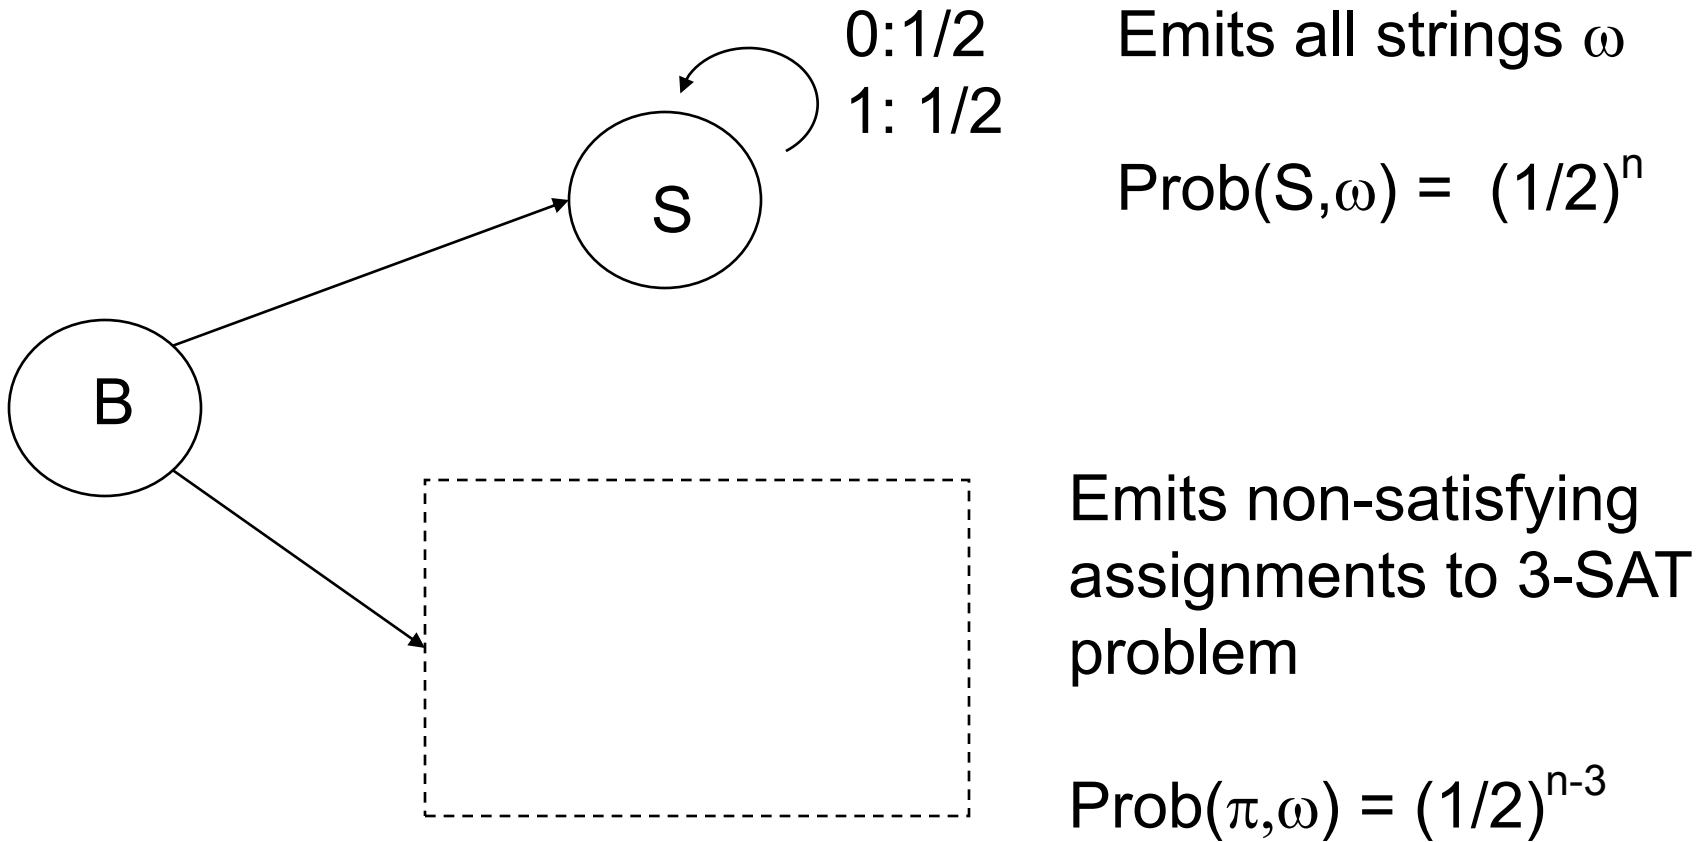 0:1/2
1: 1/2
Emits all strings ω
Prob(S,ω) = (1/2)^n
S
B
Emits non-satisfying
assignments to 3-SAT
problem
Prob(π,ω) = (1/2)^n-3